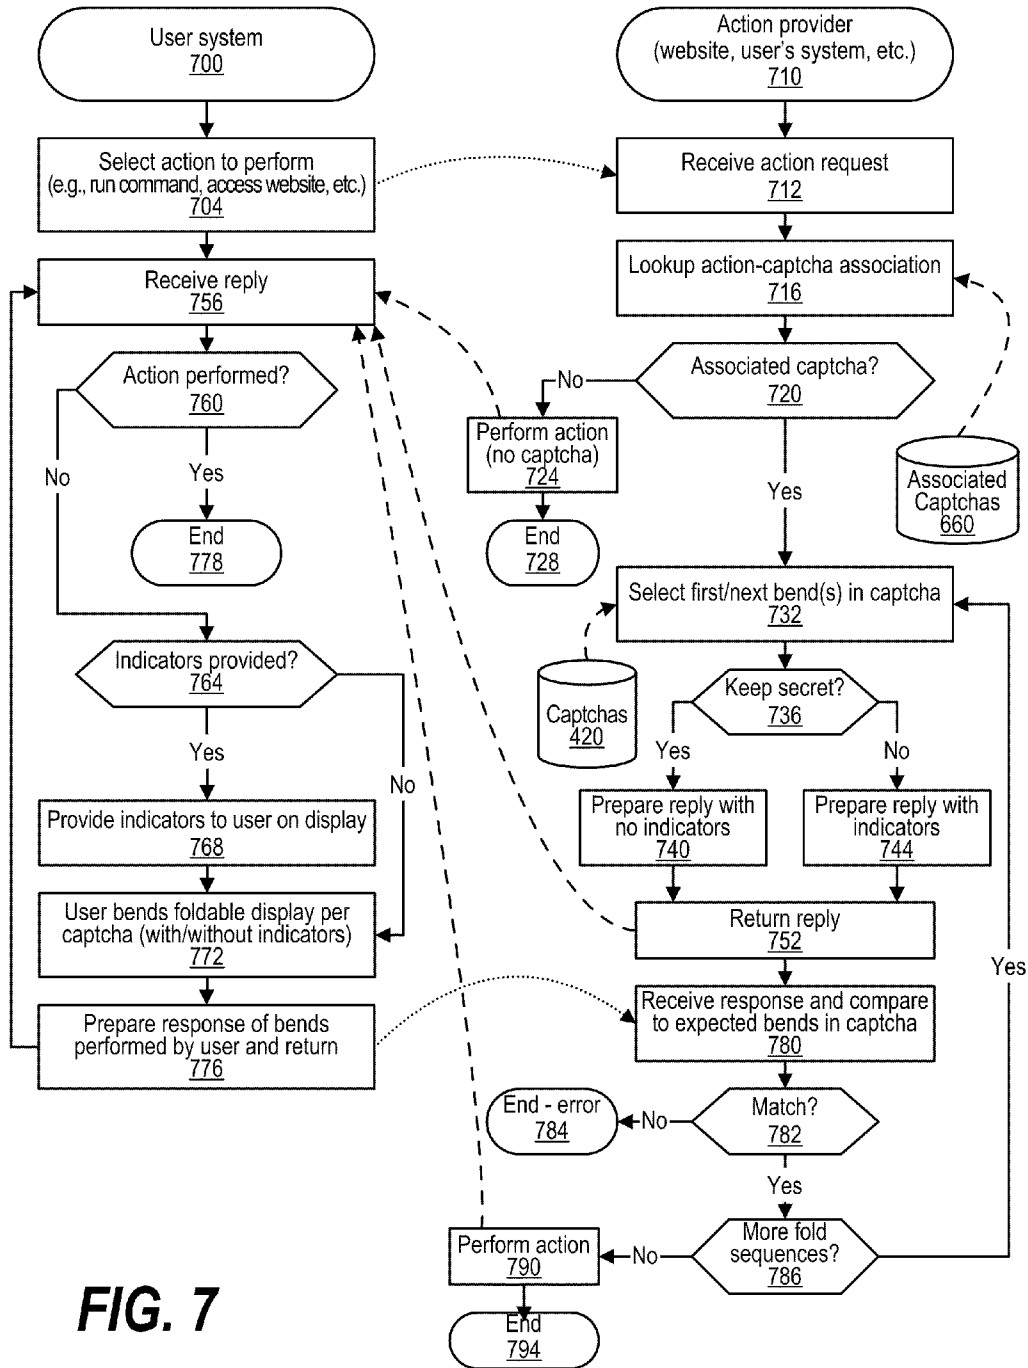 User system
700
Action provider
(website, user's system, etc.)
710
Select action to perform
(e.g., run command, access website, etc.)
704
Receive action request
712
Receive reply
756
Lookup action-captcha association
716
Action performed?
760
Associated captcha?
720
No
Perform action
(no captcha)
724
Associated
Captchas
660
No
Yes
Yes
End
778
End
728
Select first/next bend(s) in captcha
732
Indicators provided?
764
Keep secret?
736
Captchas
420
Yes
No
Yes
No
Provide indicators to user on display
768
Prepare reply with
no indicators
740
Prepare reply with
indicators
744
User bends foldable display per
captcha (with/without indicators)
772
Return reply
752
Yes
Prepare response of bends
performed by user and return
776
Receive response and compare
to expected bends in captcha
780
End - error
784
No
Match?
782
Yes
Perform action
790
No
More fold
sequences?
786
End
794
FIG. 7